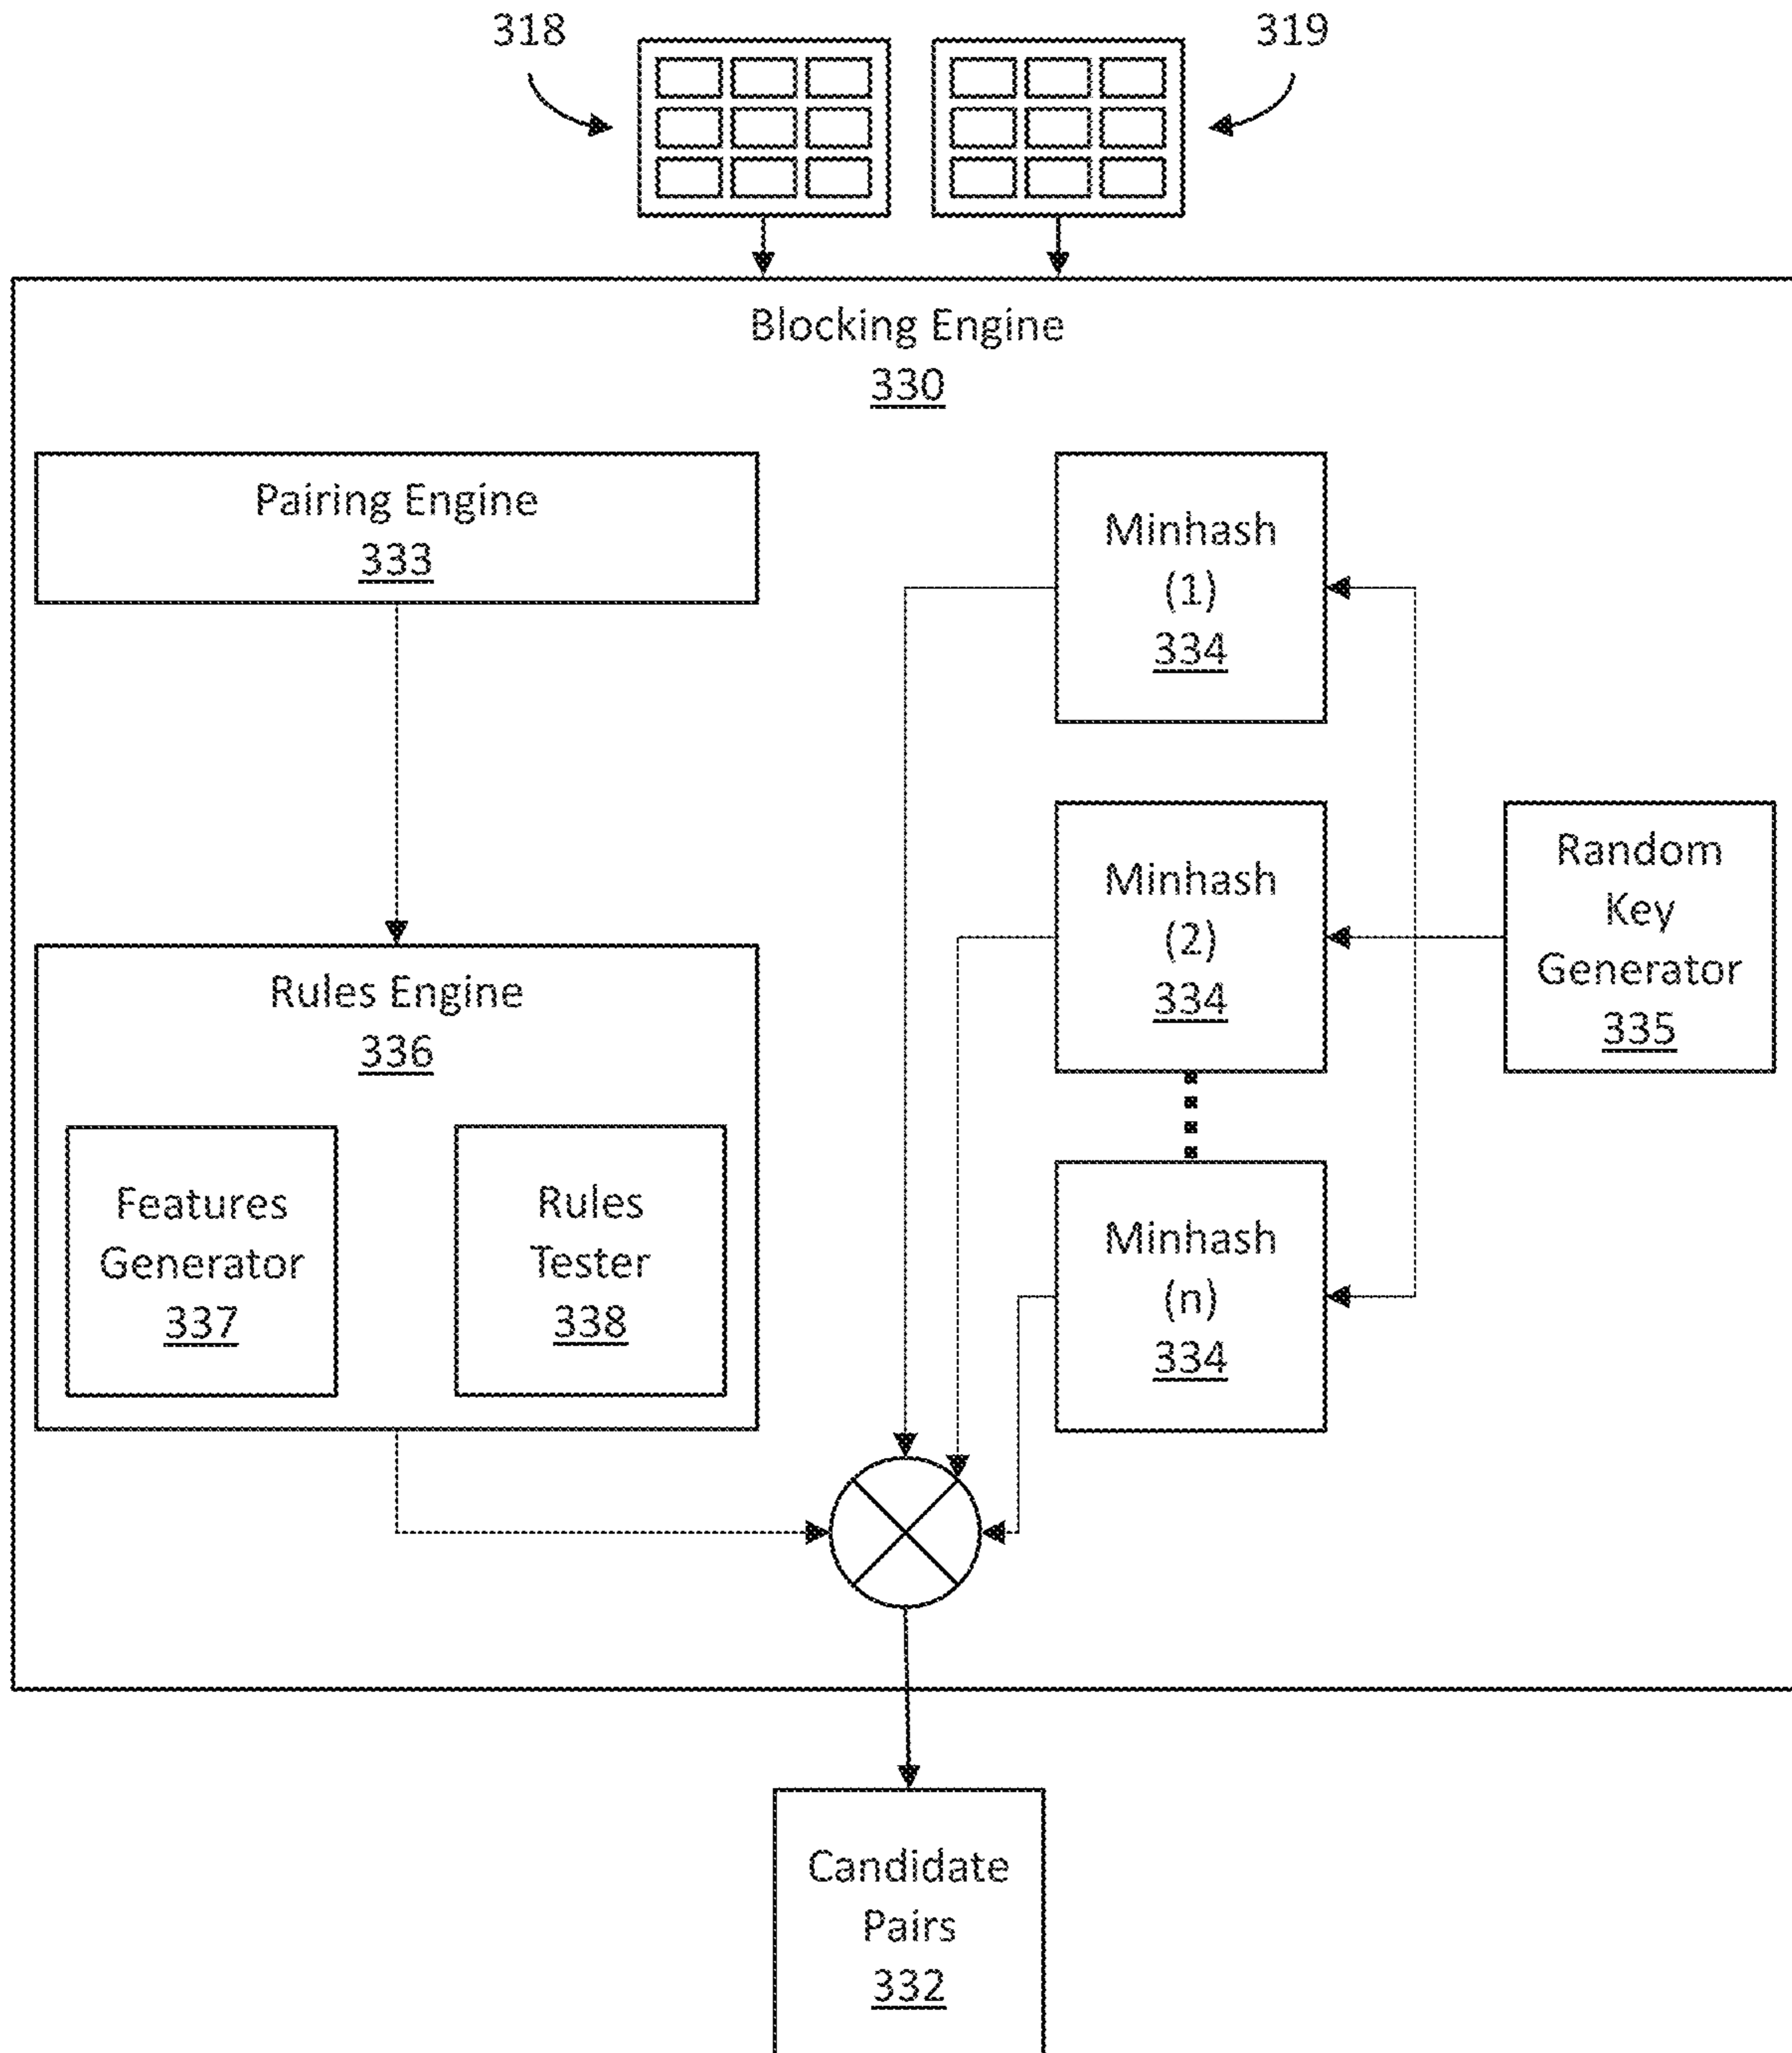 318
319
Blocking Engine
330
Pairing Engine
333
Minhash
(1)
334
Minhash
(2)
334
Random
Key
Generator
335
Rules Engine
336
Features
Generator
337
Rules
Tester
338
Minhash
(n)
334
Candidate
Pairs
332